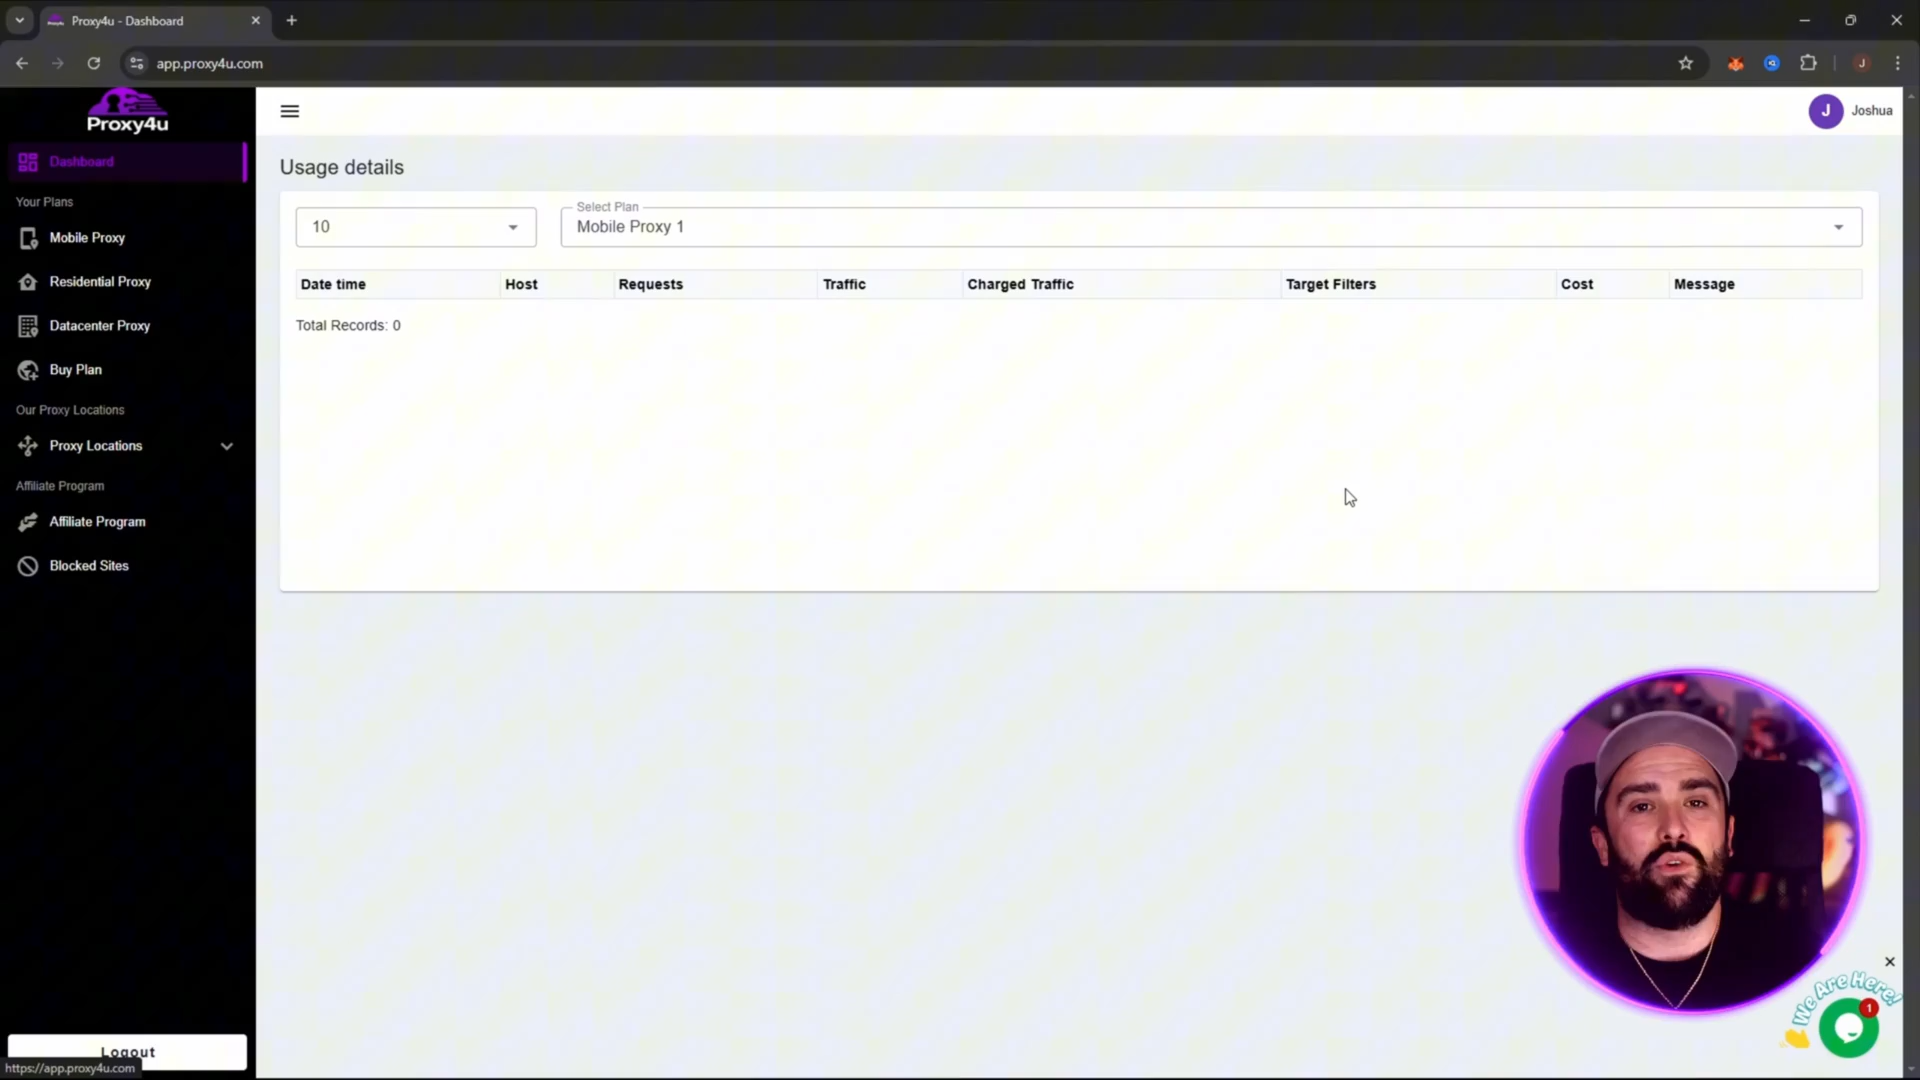 Proxy4u - Dashboard
app.proxy4u.com
J
Proxy4u
J Joshua
Dashboard
Usage details
Your Plans
Select Plan
10
Mobile Proxy 1
Mobile Proxy
Residential Proxy
Date time Host Requests Traffic Charged Traffic Target Filters Cost Message
Datacenter Proxy
Total Records: 0
Buy Plan
Our Proxy Locations
Proxy Locations
Affiliate Program
Affiliate Program
Blocked Sites
We Are Here!
1
Logout
https://app.proxy4u.com